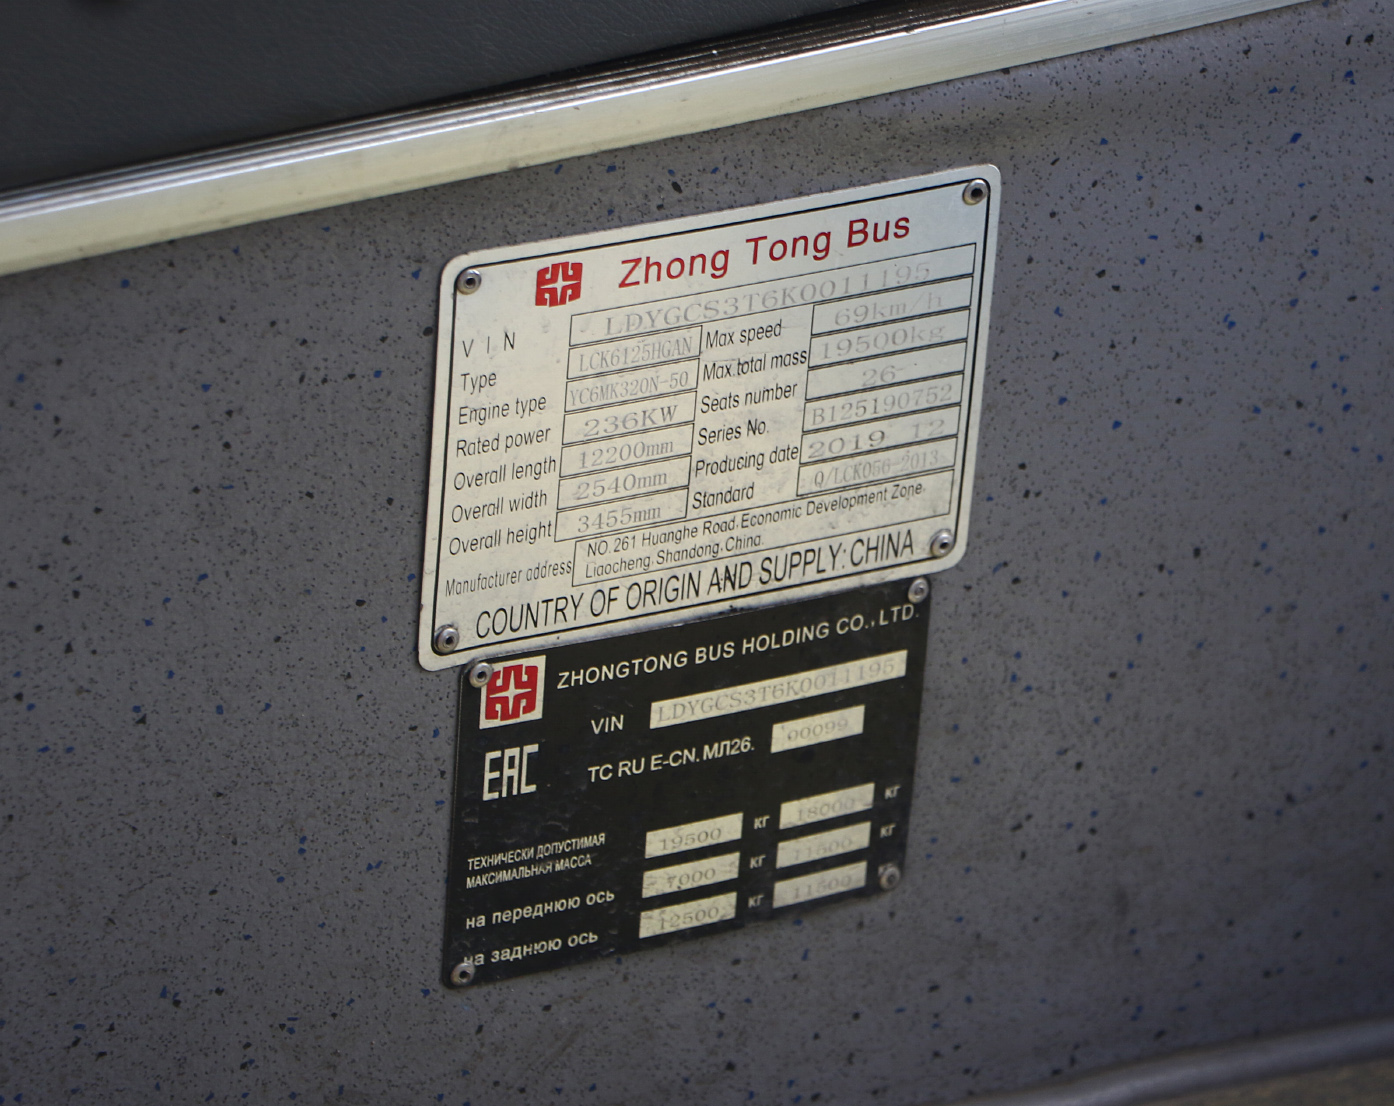 Zhong Tong Bus
VIN LDYGCS3T6K0011195
Type LCK6125HGAN Max speed 69km/h
Engine type YC6MK320N-50 Max.total mass 19500kg
Rated power 236KW Seats number 26
Overall length 12200mm Series No. B125190752
Overall width 2540mm Producing date 2019 12
Overall height 3455mm Standard Q/LCK056-2013
Manufacturer address NO.261 Huanghe Road.Economic Development Zone.
Liaocheng.Shandong.China.
COUNTRY OF ORIGIN AND SUPPLY: CHINA
ZHONGTONG BUS HOLDING CO.,LTD.
VIN LDYGCS3T6K0011195
EAC TC RU E-CN.МЛ26. 00099
ТЕХНИЧЕСКИ ДОПУСТИМАЯ
МАКСИМАЛЬНАЯ МАССА 19500 кг 18000 кг
на переднюю ось 7000 кг кг
на заднюю ось 12500 кг